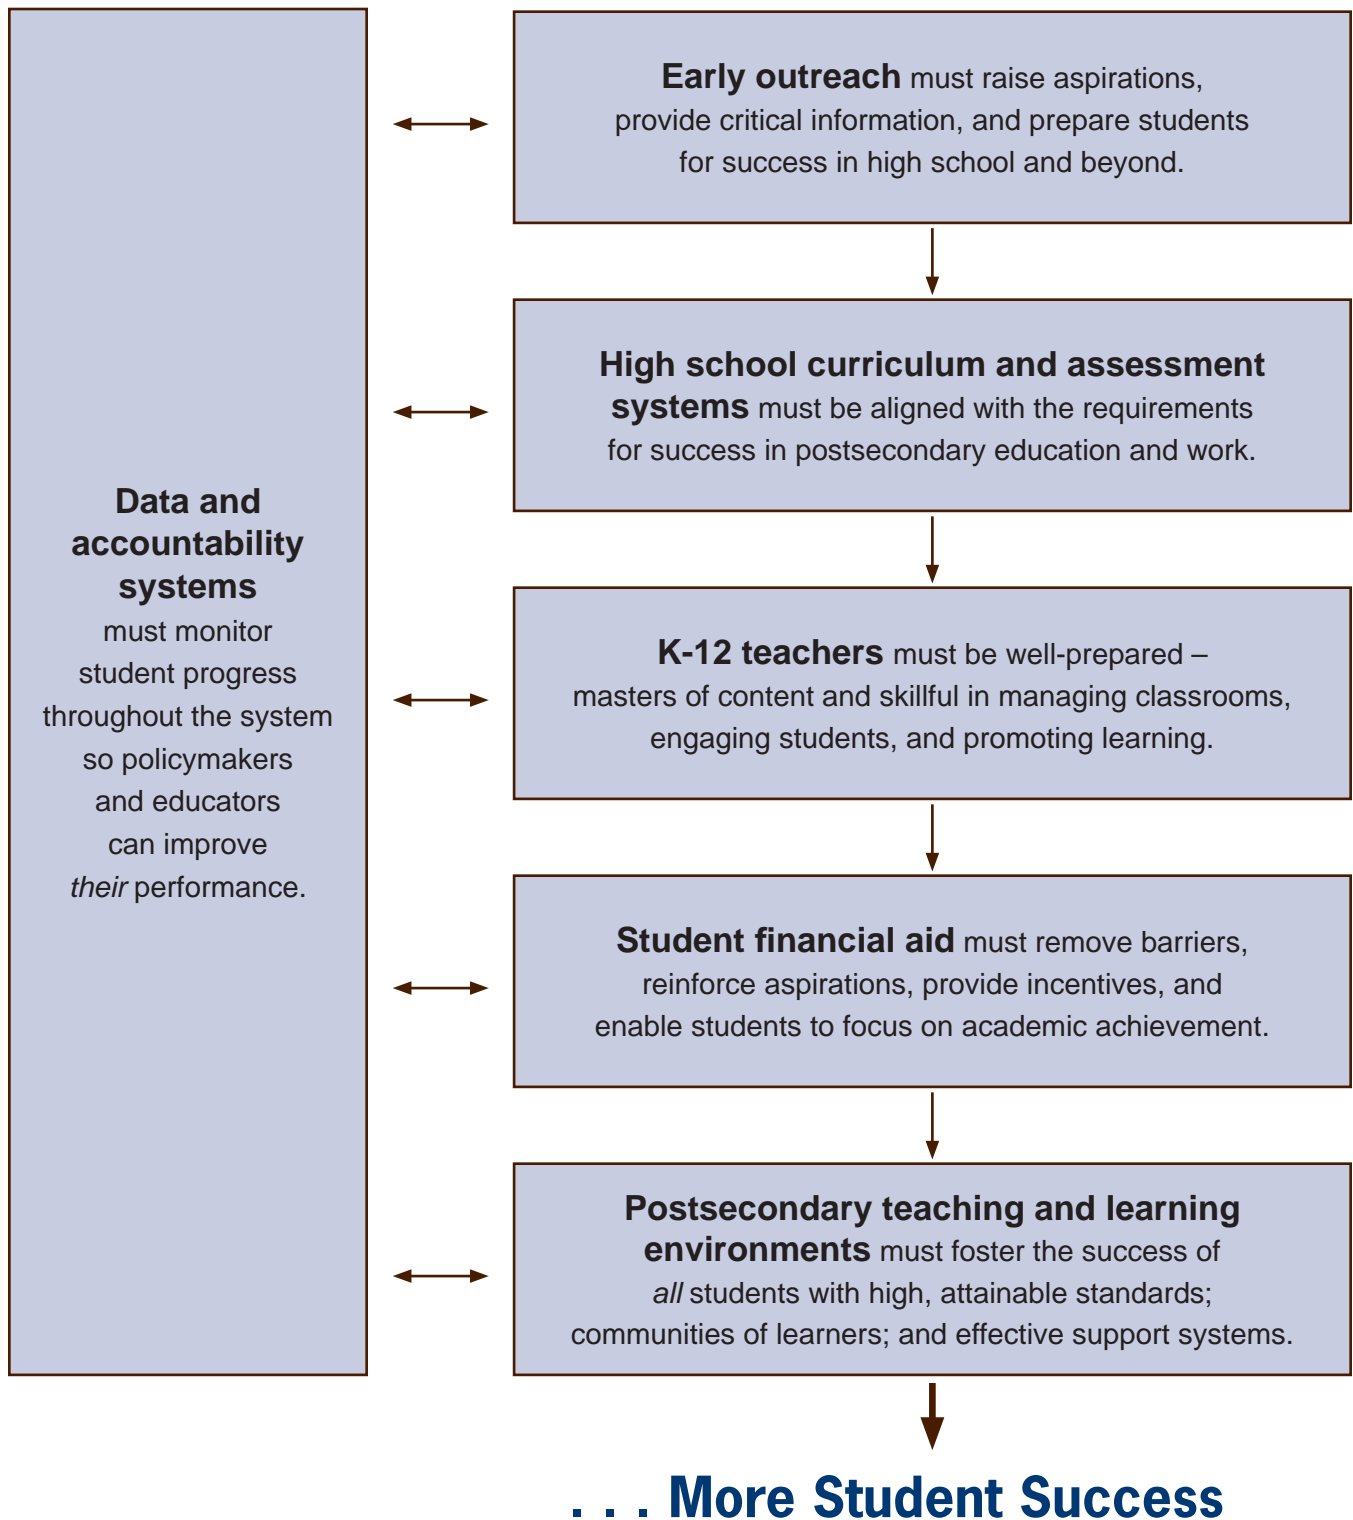 Early outreach must raise aspirations,
provide critical information, and prepare students
for success in high school and beyond.
High school curriculum and assessment
systems must be aligned with the requirements
for success in postsecondary education and work.
Data and
accountability
systems
must monitor
student progress
throughout the system
so policymakers
and educators
can improve
their performance.
K-12 teachers must be well-prepared –
masters of content and skillful in managing classrooms,
engaging students, and promoting learning.
Student financial aid must remove barriers,
reinforce aspirations, provide incentives, and
enable students to focus on academic achievement.
Postsecondary teaching and learning
environments must foster the success of
all students with high, attainable standards;
communities of learners; and effective support systems.
. . . More Student Success